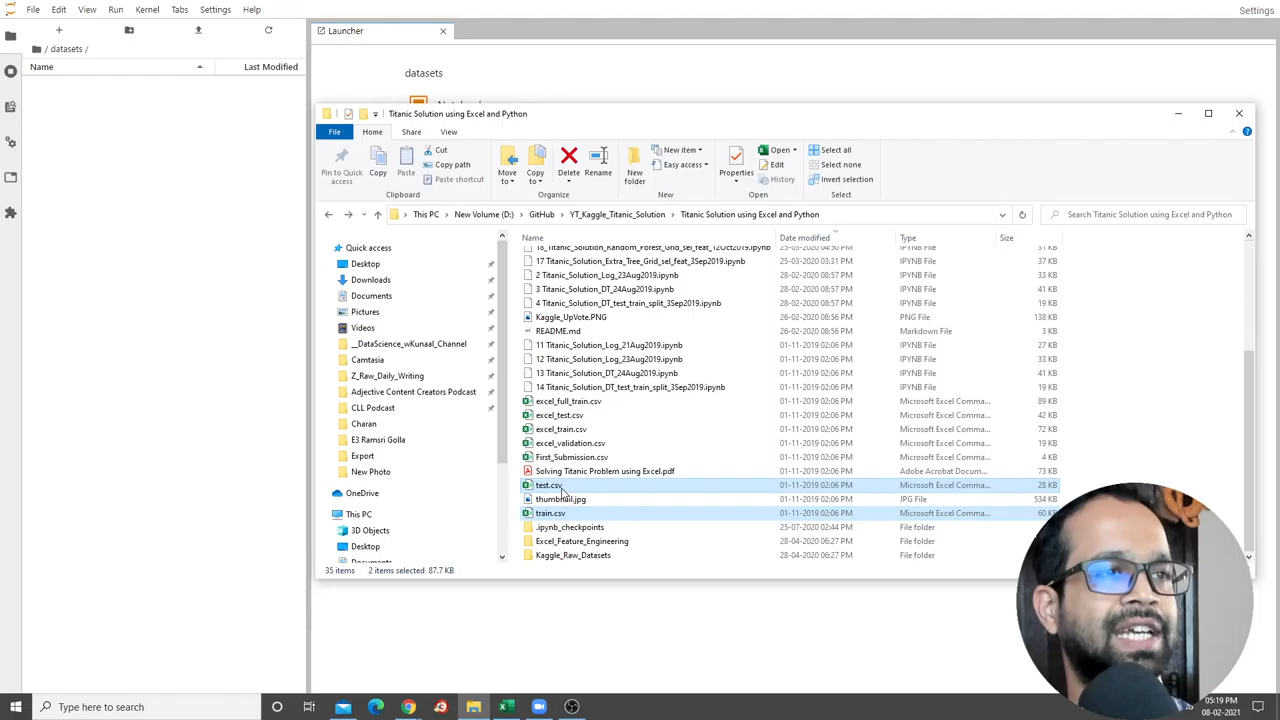 File Edit View Run Kernel Tabs Settings Help
Settings
Launcher
/ datasets /
Name Last Modified
datasets
Titanic Solution using Excel and Python
File Home Share View
Pin to Quick access
Copy
Paste
Cut
Copy path
Paste shortcut
Clipboard
Move to
Copy to
Delete
Rename
Organize
New folder
New item
Easy access
New
Properties
Open
Edit
History
Open
Select all
Select none
Invert selection
Select
This PC > New Volume (D:) > GitHub > YT_Kaggle_Titanic_Solution > Titanic Solution using Excel and Python
Search Titanic Solution using Excel and Python
Quick access
Desktop
Downloads
Documents
Pictures
Videos
__DataScience_wKunaal_Channel
Camtasia
Z_Raw_Daily_Writing
Adjective Content Creators Podcast
CLL Podcast
Charan
E3 Ramsri Golla
Export
New Photo
OneDrive
This PC
3D Objects
Desktop
Name Date modified Type Size
17 Titanic_Solution_Extra_Tree_Grid_sel_feat_3Sep2019.ipynb 25-03-2020 03:31 PM IPYNB File 37 KB
2 Titanic_Solution_Log_23Aug2019.ipynb 28-02-2020 08:57 PM IPYNB File 33 KB
3 Titanic_Solution_DT_24Aug2019.ipynb 28-02-2020 08:57 PM IPYNB File 41 KB
4 Titanic_Solution_DT_test_train_split_3Sep2019.ipynb 28-02-2020 08:57 PM IPYNB File 19 KB
Kaggle_UpVote.PNG 26-02-2020 08:56 PM PNG File 138 KB
README.md 26-02-2020 08:56 PM Markdown File 3 KB
11 Titanic_Solution_Log_21Aug2019.ipynb 01-11-2019 02:06 PM IPYNB File 27 KB
12 Titanic_Solution_Log_23Aug2019.ipynb 01-11-2019 02:06 PM IPYNB File 33 KB
13 Titanic_Solution_DT_24Aug2019.ipynb 01-11-2019 02:06 PM IPYNB File 41 KB
14 Titanic_Solution_DT_test_train_split_3Sep2019.ipynb 01-11-2019 02:06 PM IPYNB File 19 KB
excel_full_train.csv 01-11-2019 02:06 PM Microsoft Excel Comma... 89 KB
excel_test.csv 01-11-2019 02:06 PM Microsoft Excel Comma... 42 KB
excel_train.csv 01-11-2019 02:06 PM Microsoft Excel Comma... 71 KB
excel_validation.csv 01-11-2019 02:06 PM Microsoft Excel Comma... 19 KB
First_Submission.csv 01-11-2019 02:06 PM Microsoft Excel Comma... 4 KB
Solving Titanic Problem using Excel.pdf 01-11-2019 02:06 PM Adobe Acrobat Docum... 73 KB
test.csv 01-11-2019 02:06 PM Microsoft Excel Comma... 28 KB
thumbnail.jpg 01-11-2019 02:06 PM JPG File 534 KB
train.csv 01-11-2019 02:06 PM Microsoft Excel Comma... 60 KB
.ipynb_checkpoints 25-07-2020 02:44 PM File folder
Excel_Feature_Engineering 28-04-2020 06:27 PM File folder
Kaggle_Raw_Datasets 28-04-2020 06:27 PM File folder
35 items 2 items selected 87.7 KB
Type here to search
05:19 PM
08-02-2021